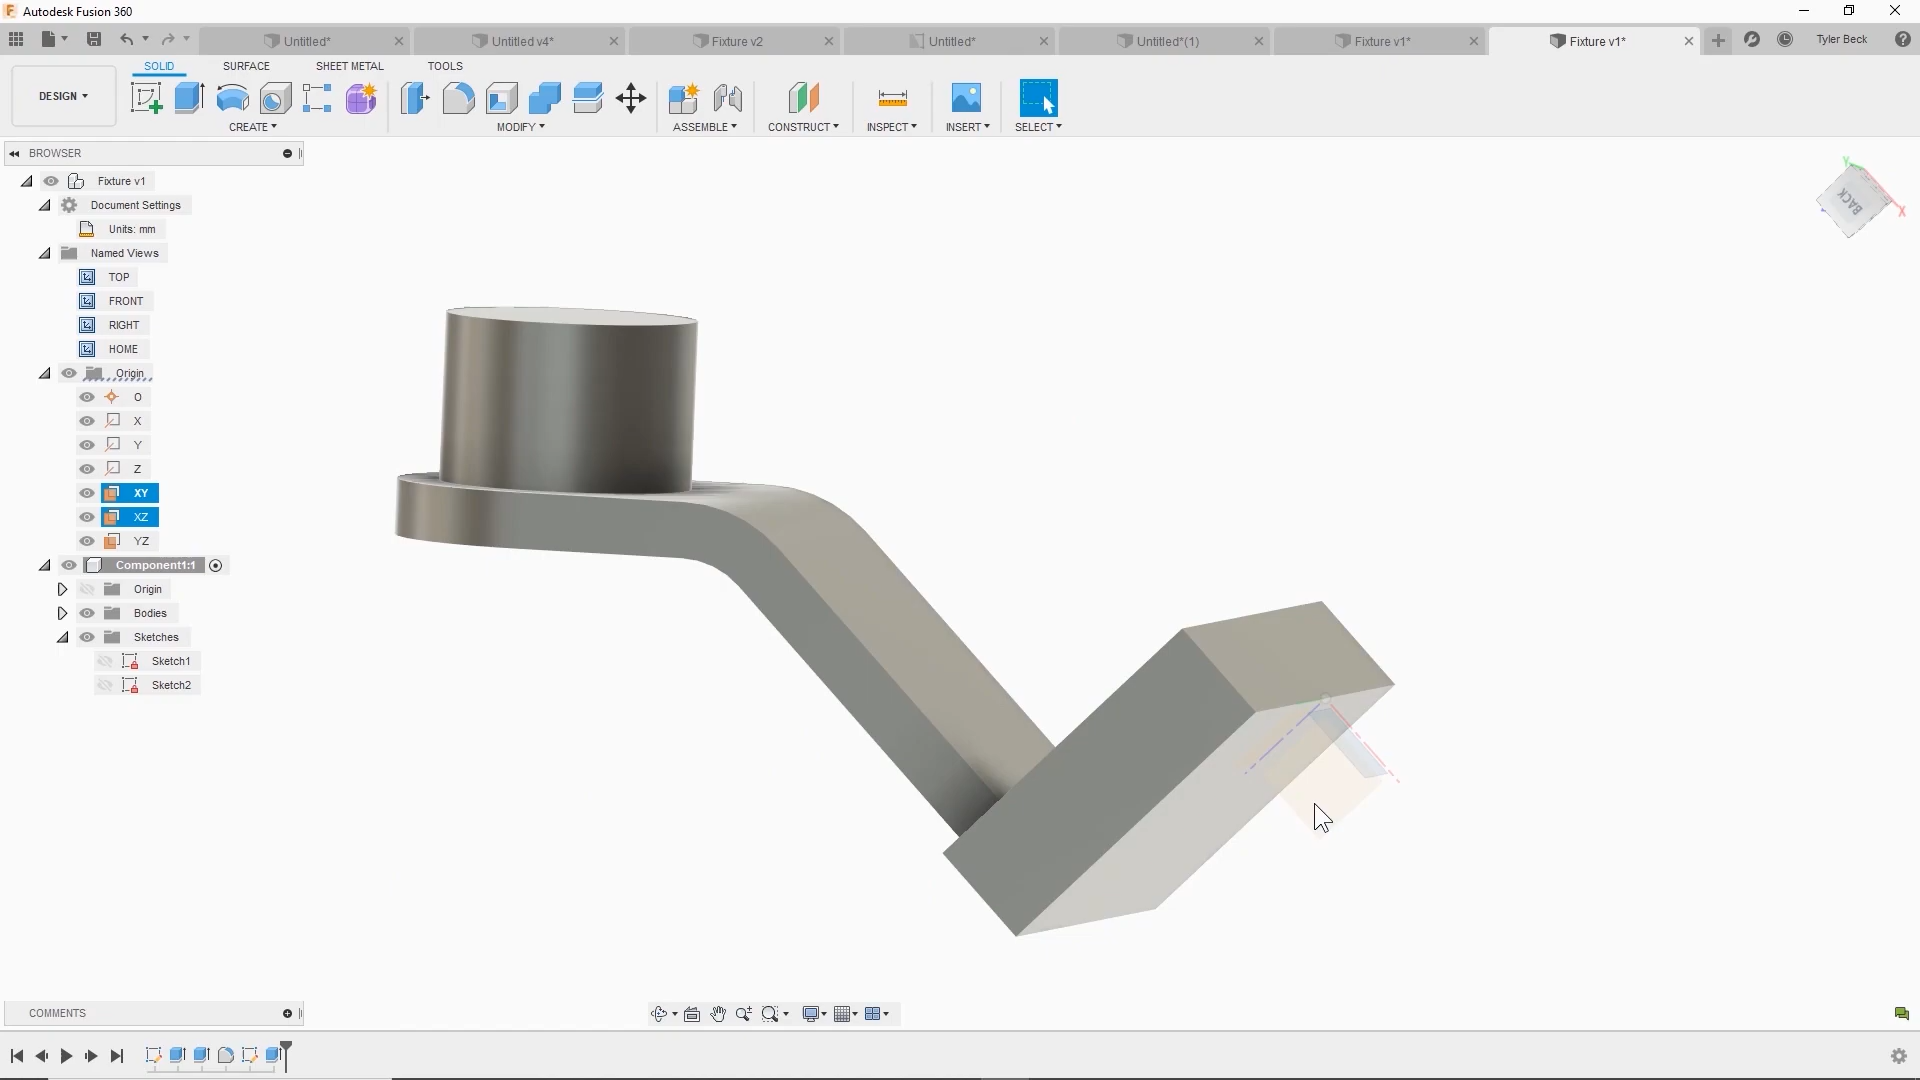 Autodesk Fusion 360
Untitled*
Untitled v4*
Fixture v2
Untitled*
Untitled*(1)
Fixture v1*
Fixture v1*
Tyler Beck
DESIGN
SOLID
SURFACE
SHEET METAL
TOOLS
CREATE
MODIFY
ASSEMBLE
CONSTRUCT
INSPECT
INSERT
SELECT
BROWSER
Fixture v1
Document Settings
Units: mm
Named Views
TOP
FRONT
RIGHT
HOME
Origin
O
X
Y
Z
XY
XZ
YZ
Component1:1
Origin
Bodies
Sketches
Sketch1
Sketch2
Y
BACK
X
COMMENTS